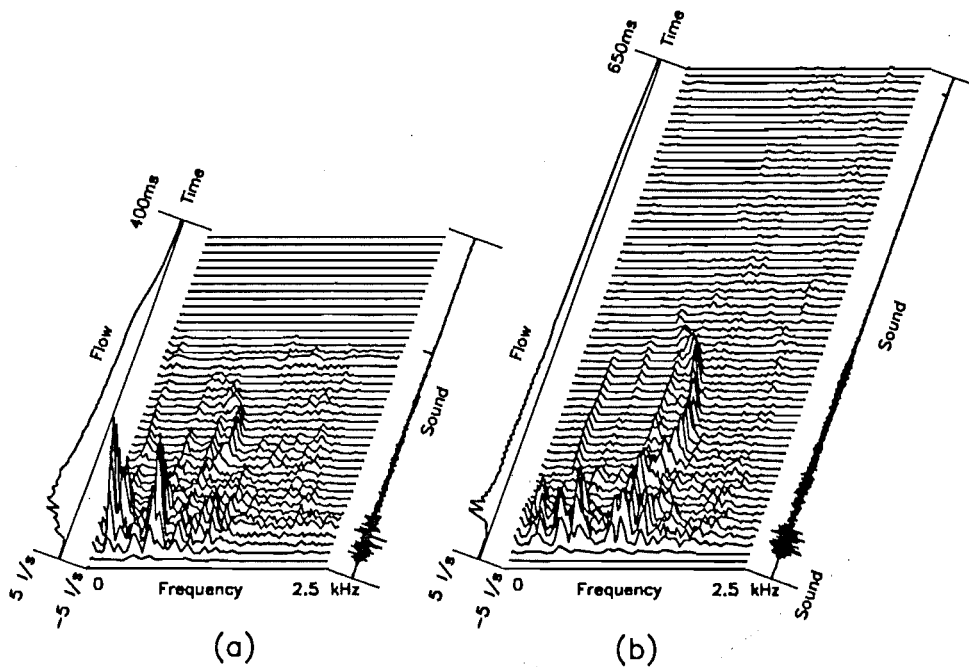 400ms
Time
Flow
Sound
5 l/s
-5 l/s
0
Frequency
2.5 kHz
(a)
650ms
Time
Flow
Sound
5 l/s
-5 l/s
0
Frequency
2.5 kHz
Sound
(b)